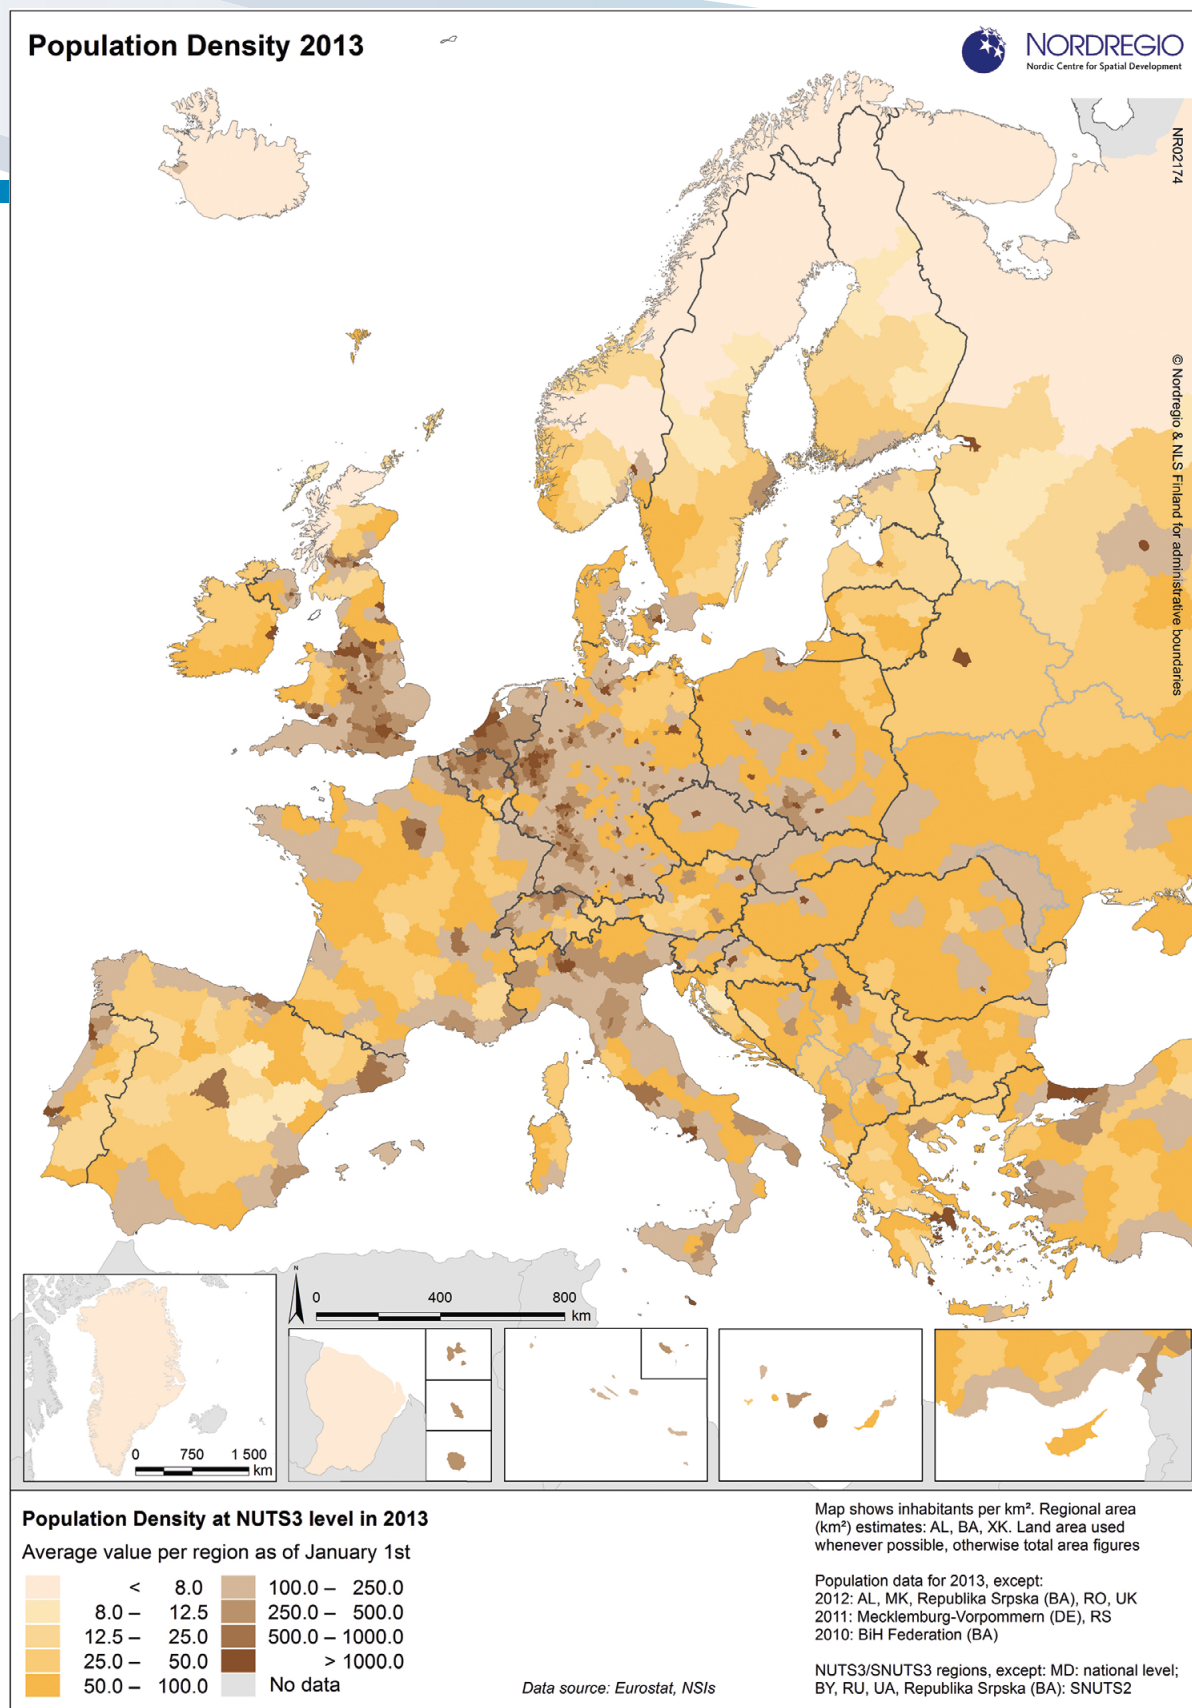 Population Density 2013
NORDREGIO
Nordic Centre for Spatial Development
NR02174
© Nordregio & NLS Finland for administrative boundaries
N
0 400 800
km
0 750 1 500
km
Population Density at NUTS3 level in 2013
Average value per region as of January 1st
< 8.0
8.0 – 12.5
12.5 – 25.0
25.0 – 50.0
50.0 – 100.0
100.0 – 250.0
250.0 – 500.0
500.0 – 1000.0
> 1000.0
No data
Data source: Eurostat, NSIs
Map shows inhabitants per km². Regional area
(km²) estimates: AL, BA, XK. Land area used
whenever possible, otherwise total area figures
Population data for 2013, except:
2012: AL, MK, Republika Srpska (BA), RO, UK
2011: Mecklemburg-Vorpommern (DE), RS
2010: BiH Federation (BA)
NUTS3/SNUTS3 regions, except: MD: national level;
BY, RU, UA, Republika Srpska (BA): SNUTS2